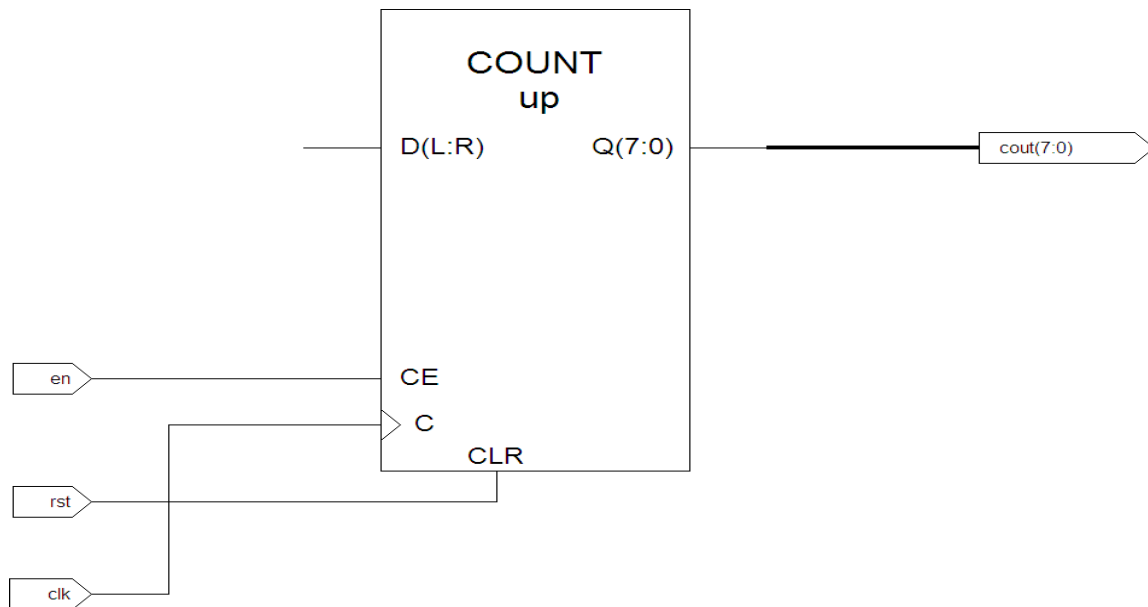 COUNT
up
D(L:R)
Q(7:0)
cout(7:0)
en
CE
C
CLR
rst
clk